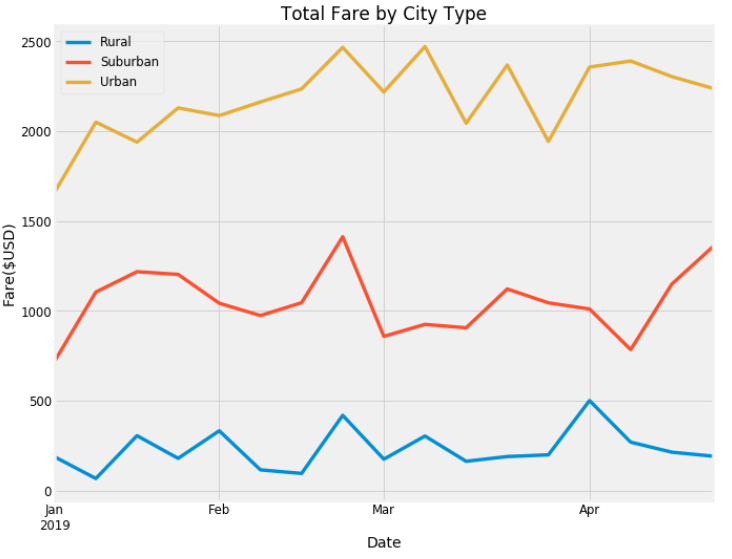 Total Fare by City Type
Rural
Suburban
Urban
2500
2000
1500
1000
500
0
Fare($USD)
Jan
2019
Feb
Mar
Apr
Date